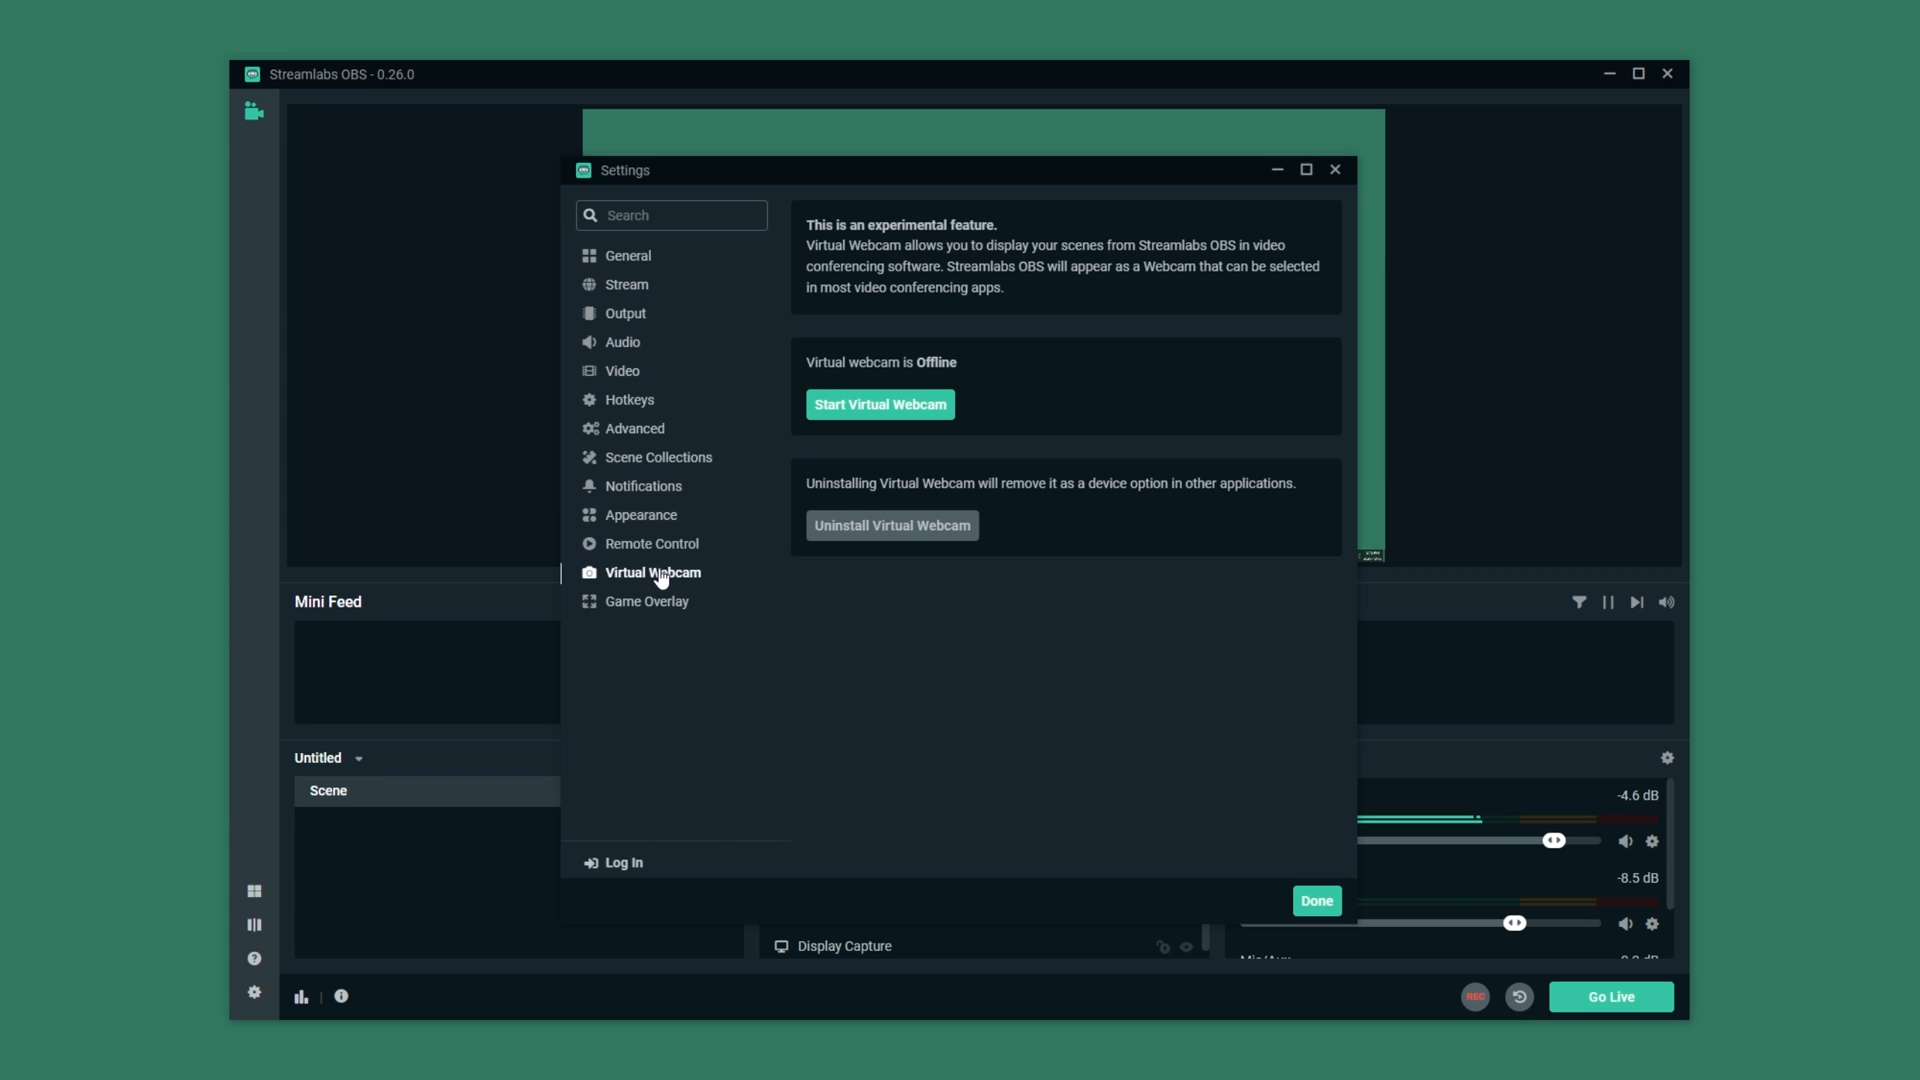 Streamlabs OBS - 0.26.0
Settings
Search
General
Stream
Output
Audio
Video
Hotkeys
Advanced
Scene Collections
Notifications
Appearance
Remote Control
Virtual Webcam
Game Overlay
Log In
This is an experimental feature.
Virtual Webcam allows you to display your scenes from Streamlabs OBS in video
conferencing software. Streamlabs OBS will appear as a Webcam that can be selected
in most video conferencing apps.
Virtual webcam is Offline
Start Virtual Webcam
Uninstalling Virtual Webcam will remove it as a device option in other applications.
Uninstall Virtual Webcam
Done
Mini Feed
Untitled
Scene
Display Capture
-4.6 dB
-8.5 dB
REC
Go Live